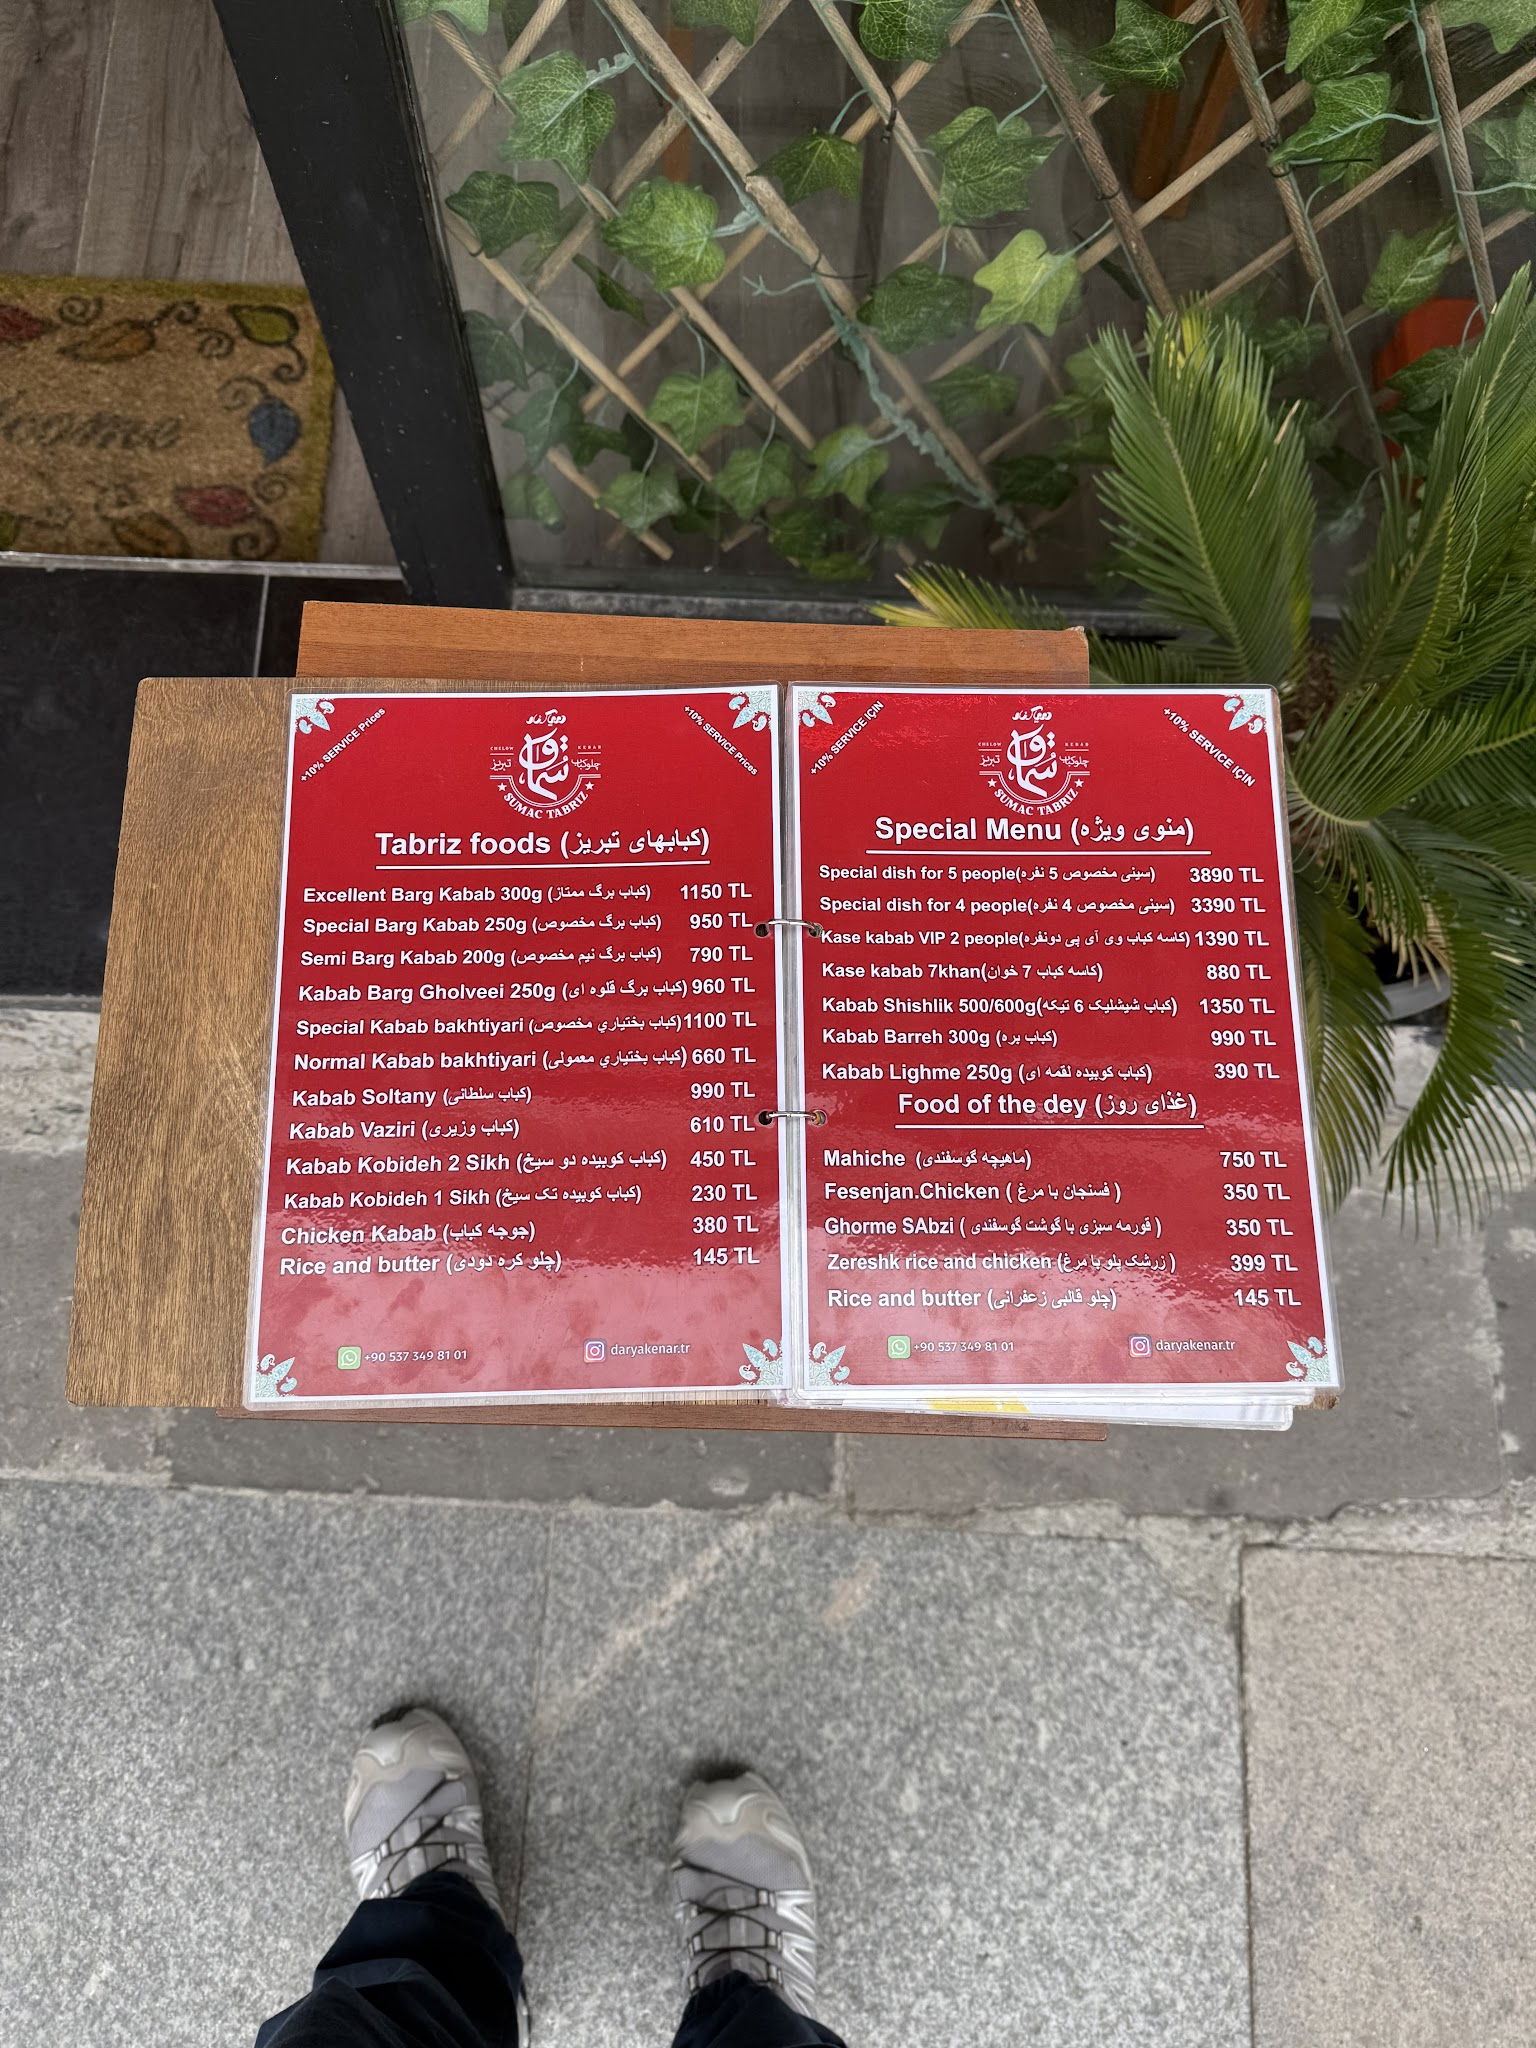 +10% SERVICE Prices
+10% SERVICE Prices
CHELOW KEBAB
سماق
تبریز
چلوکباب
SUMAC TABRIZ
Tabriz foods (کبابهای تبریز)
Excellent Barg Kabab 300g (کباب برگ ممتاز) 1150 TL
Special Barg Kabab 250g (کباب برگ مخصوص) 950 TL
Semi Barg Kabab 200g (کباب برگ نیم مخصوص) 790 TL
Kabab Barg Gholveei 250g (کباب برگ قلوه ای) 960 TL
Special Kabab bakhtiyari (کباب بختیاري مخصوص) 1100 TL
Normal Kabab bakhtiyari (کباب بختیاري معمولی) 660 TL
Kabab Soltany (کباب سلطانی) 990 TL
Kabab Vaziri (کباب وزیری) 610 TL
Kabab Kobideh 2 Sikh (کباب کوبیده دو سیخ) 450 TL
Kabab Kobideh 1 Sikh (کباب کوبیده تک سیخ) 230 TL
Chicken Kabab (جوجه کباب) 380 TL
Rice and butter (چلو کره دودی) 145 TL
+90 537 349 81 01
daryakenar.tr
+10% SERVICE IÇIN
+10% SERVICE IÇIN
CHELOW KEBAB
سماق
تبریز
چلوکباب
SUMAC TABRIZ
Special Menu (منوی ویژه)
Special dish for 5 people(سینی مخصوص 5 نفره) 3890 TL
Special dish for 4 people(سینی مخصوص 4 نفره) 3390 TL
Kase kabab VIP 2 people(کاسه کباب وی آی پی دونفره) 1390 TL
Kase kabab 7khan(کاسه کباب 7 خوان) 880 TL
Kabab Shishlik 500/600g(کباب شیشلیک 6 تیکه) 1350 TL
Kabab Barreh 300g (کباب بره) 990 TL
Kabab Lighme 250g (کباب کوبیده لقمه ای) 390 TL
Food of the dey (غذای روز)
Mahiche (ماهیچه گوسفندی) 750 TL
Fesenjan.Chicken ( فسنجان با مرغ ) 350 TL
Ghorme SAbzi ( قورمه سبزی با گوشت گوسفندی ) 350 TL
Zereshk rice and chicken (زرشک پلو با مرغ ) 399 TL
Rice and butter (چلو قالبی زعفرانی) 145 TL
+90 537 349 81 01
daryakenar.tr